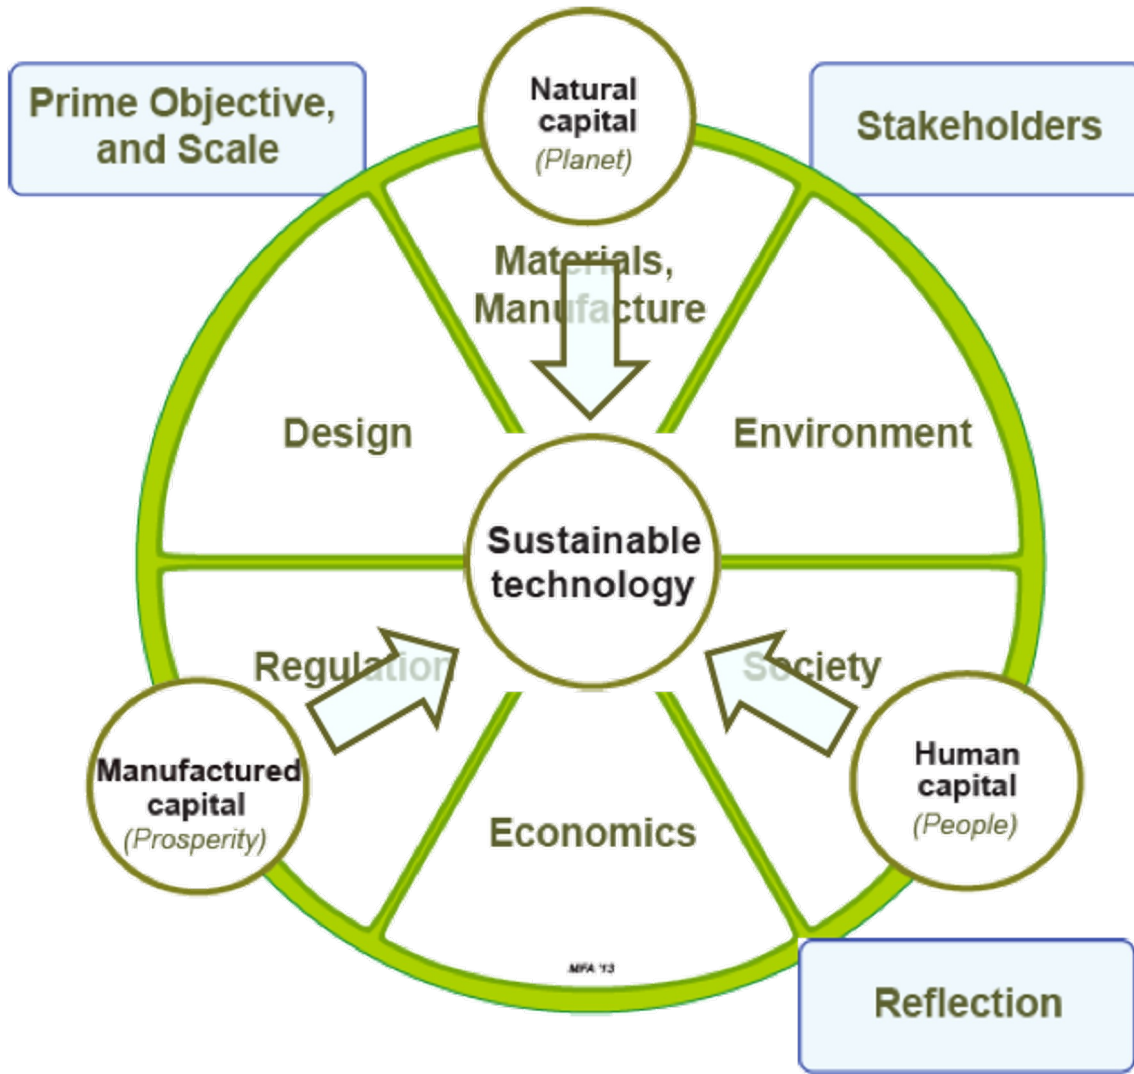 Prime Objective,
and Scale
Natural
capital
(Planet)
Stakeholders
Materials,
Manufacture
Design
Environment
Sustainable
technology
Regulation
Society
Manufactured
capital
(Prosperity)
Human
capital
(People)
Economics
MFA '13
Reflection